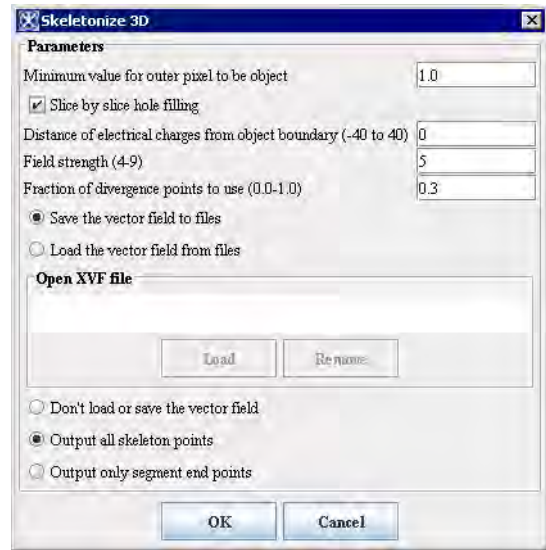 Skeletonize 3D
Parameters
Minimum value for outer pixel to be object 1.0
Slice by slice hole filling
Distance of electrical charges from object boundary (-40 to 40) 0
Field strength (4-9) 5
Fraction of divergence points to use (0.0-1.0) 0.3
Save the vector field to files
Load the vector field from files
Open XVF file
Load Remove
Don't load or save the vector field
Output all skeleton points
Output only segment end points
OK Cancel